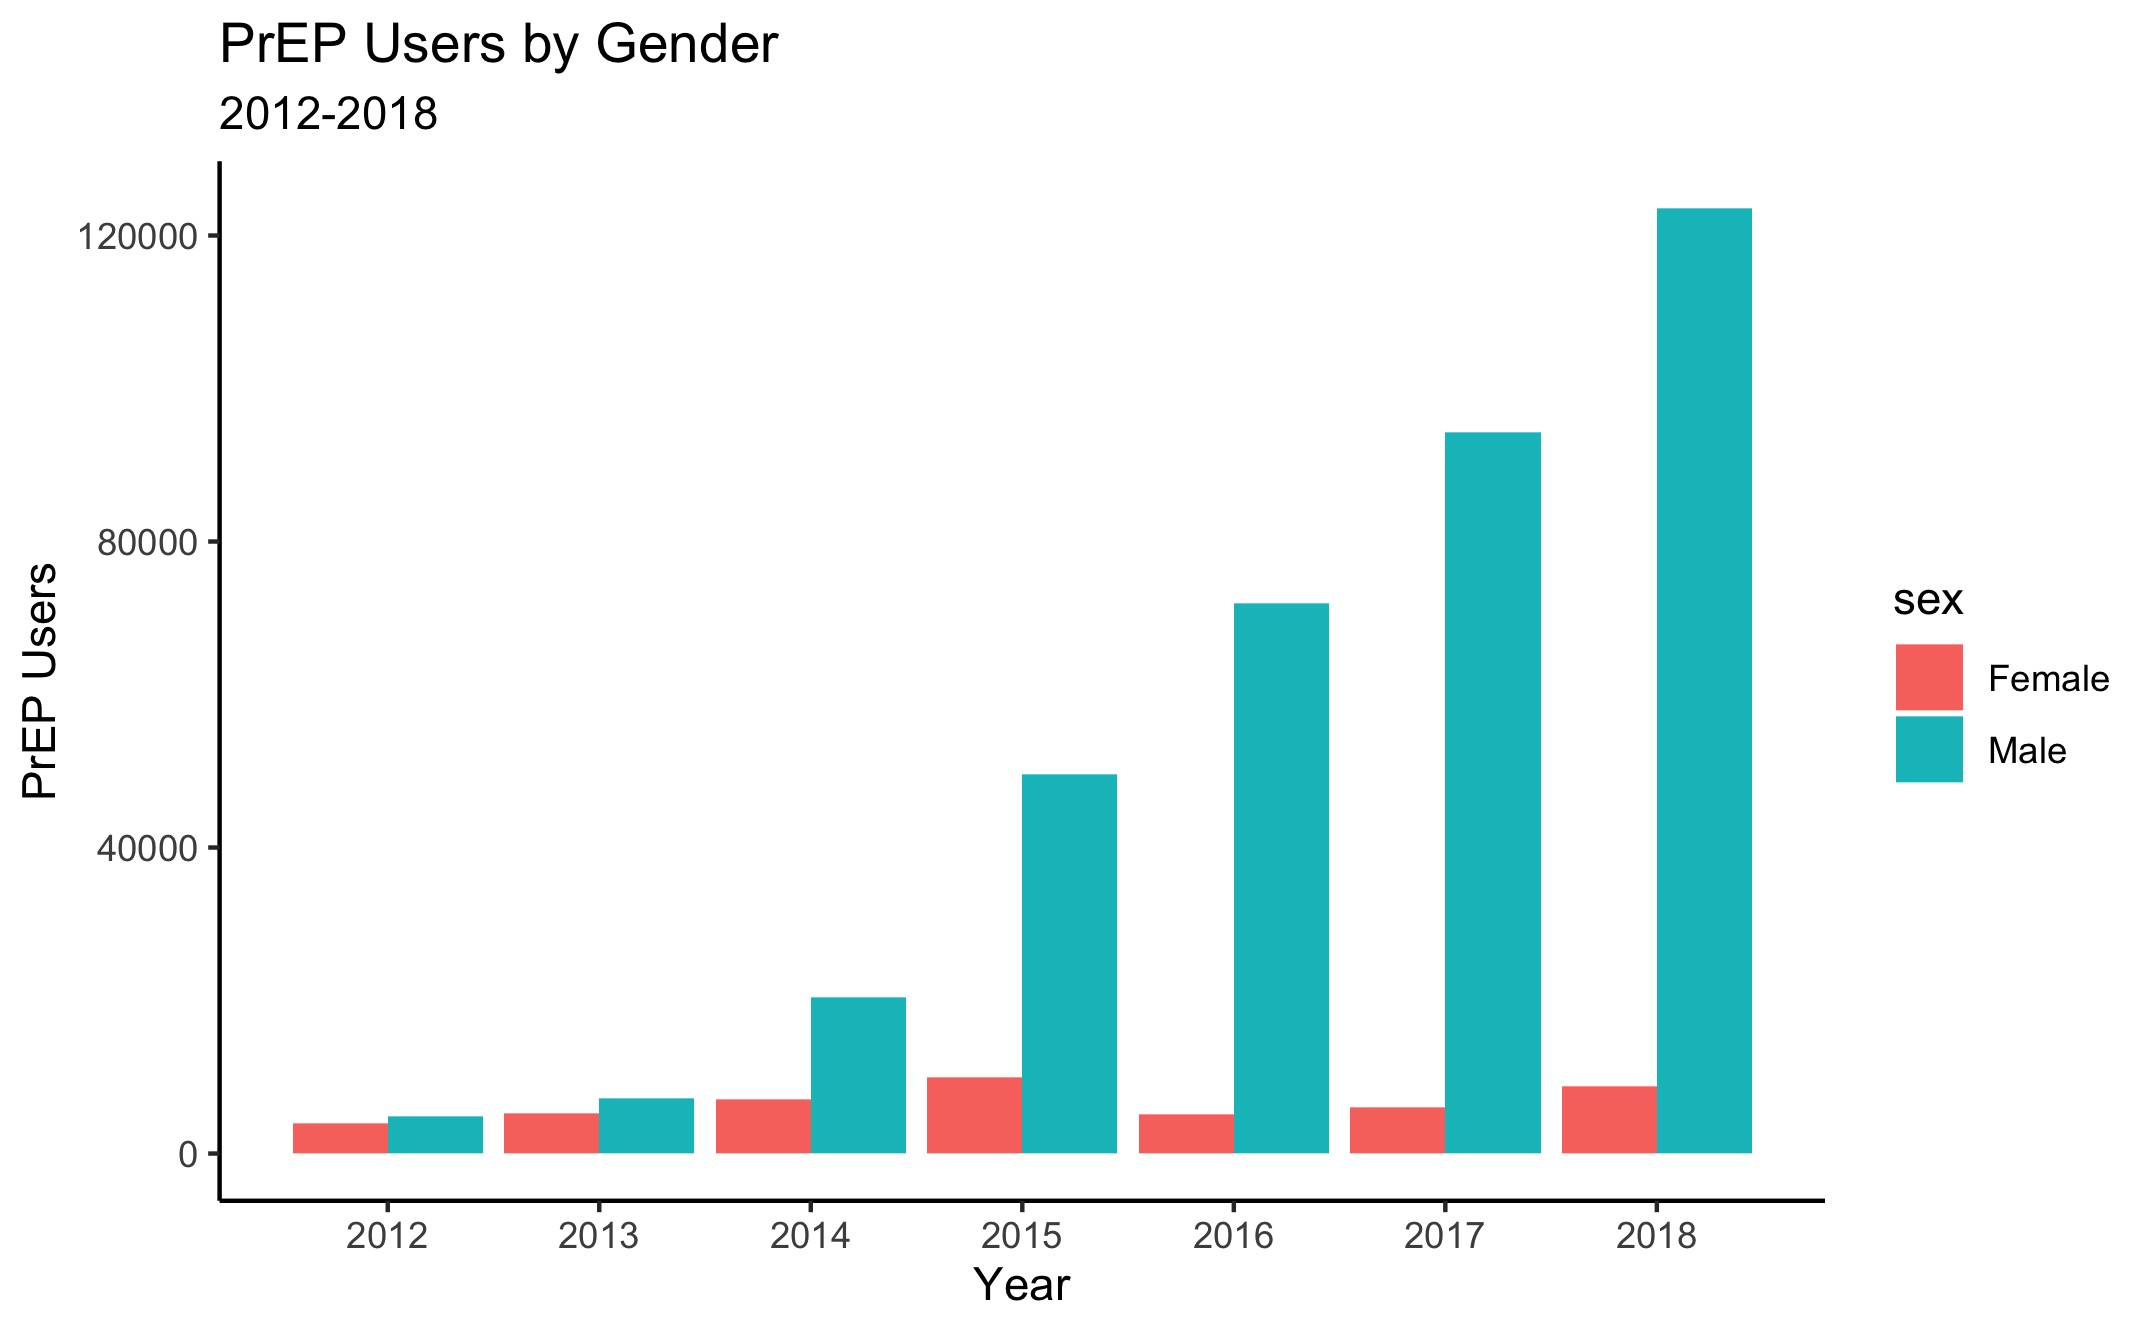 PrEP Users by Gender
2012-2018
120000
80000
40000
0
PrEP Users
2012 2013 2014 2015 2016 2017 2018
Year
sex
Female
Male